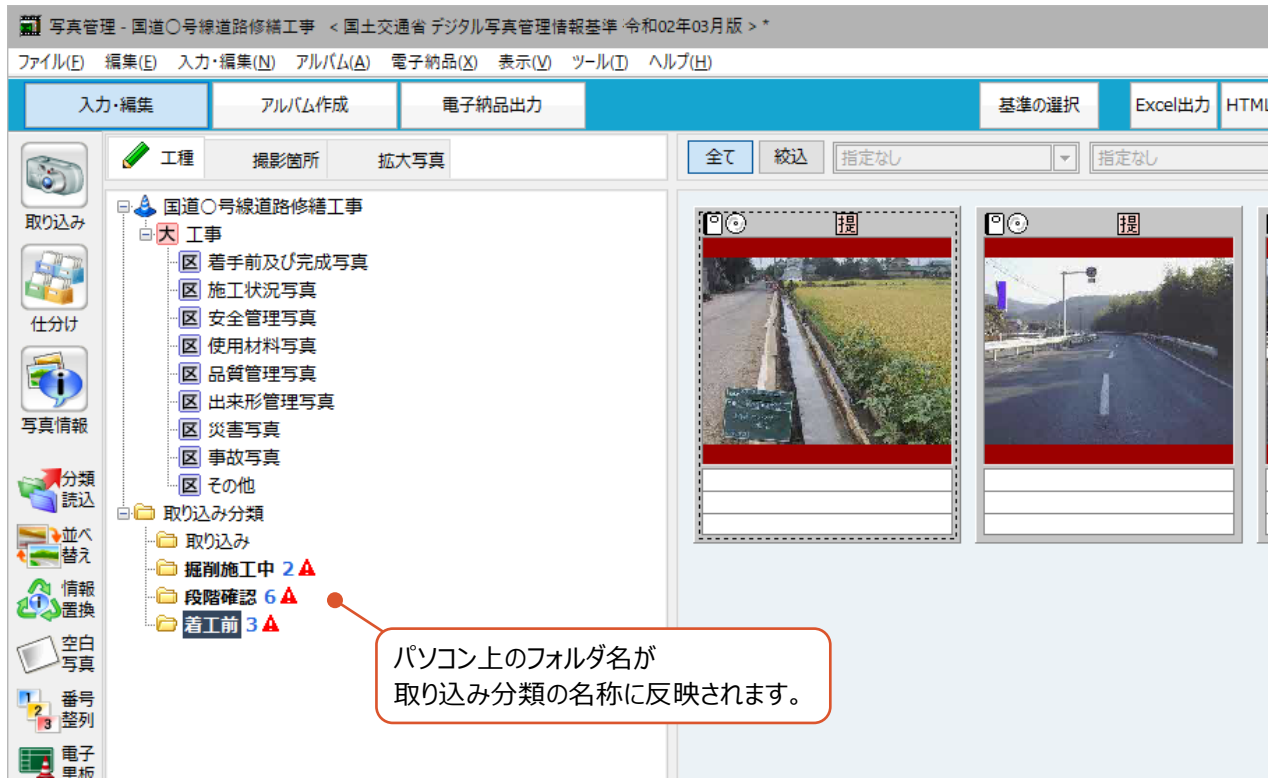 写真管理 - 国道〇号線道路修繕工事 < 国土交通省 デジタル写真管理情報基準 令和02年03月版 > *
ファイル(F) 編集(E) 入力・編集(N) アルバム(A) 電子納品(X) 表示(V) ツール(T) ヘルプ(H)
入力・編集 アルバム作成 電子納品出力 基準の選択 Excel出力 HTML
工種 撮影箇所 拡大写真 全て 絞込 指定なし 指定なし
取り込み
仕分け
写真情報
分類
読込
並べ
替え
情報
置換
空白
写真
1 2 3
番号
整列
電子
黒板
国道〇号線道路修繕工事
大 工事
区 着手前及び完成写真
区 施工状況写真
区 安全管理写真
区 使用材料写真
区 品質管理写真
区 出来形管理写真
区 災害写真
区 事故写真
区 その他
取り込み分類
取り込み
掘削施工中 2
段階確認 6
着工前 3
提
提
パソコン上のフォルダ名が
取り込み分類の名称に反映されます。